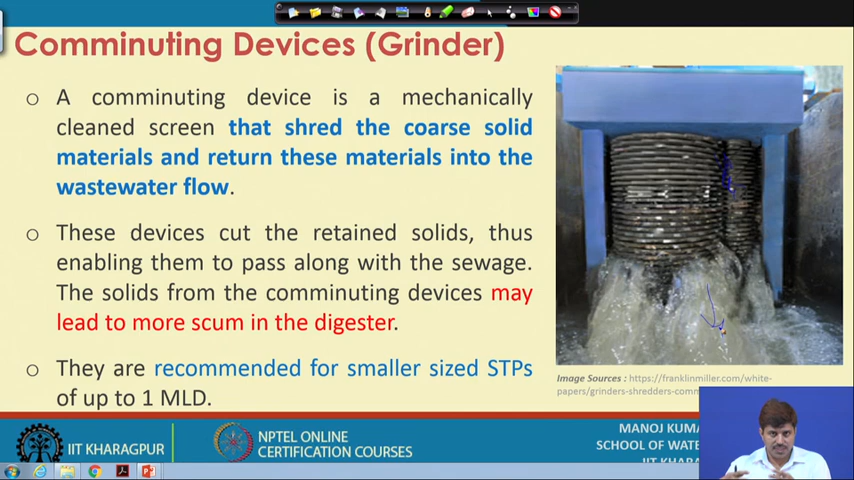 Comminuting Devices (Grinder)
o A comminuting device is a mechanically
cleaned screen that shred the coarse solid
materials and return these materials into the
wastewater flow.
o These devices cut the retained solids, thus
enabling them to pass along with the sewage.
The solids from the comminuting devices may
lead to more scum in the digester.
o They are recommended for smaller sized STPs
of up to 1 MLD.
Image Sources : https://franklinmiller.com/white-
papers/grinders-shredders-comm
IIT KHARAGPUR
NPTEL ONLINE
CERTIFICATION COURSES
MANOJ KUMA
SCHOOL OF WATE
IIT KHARA